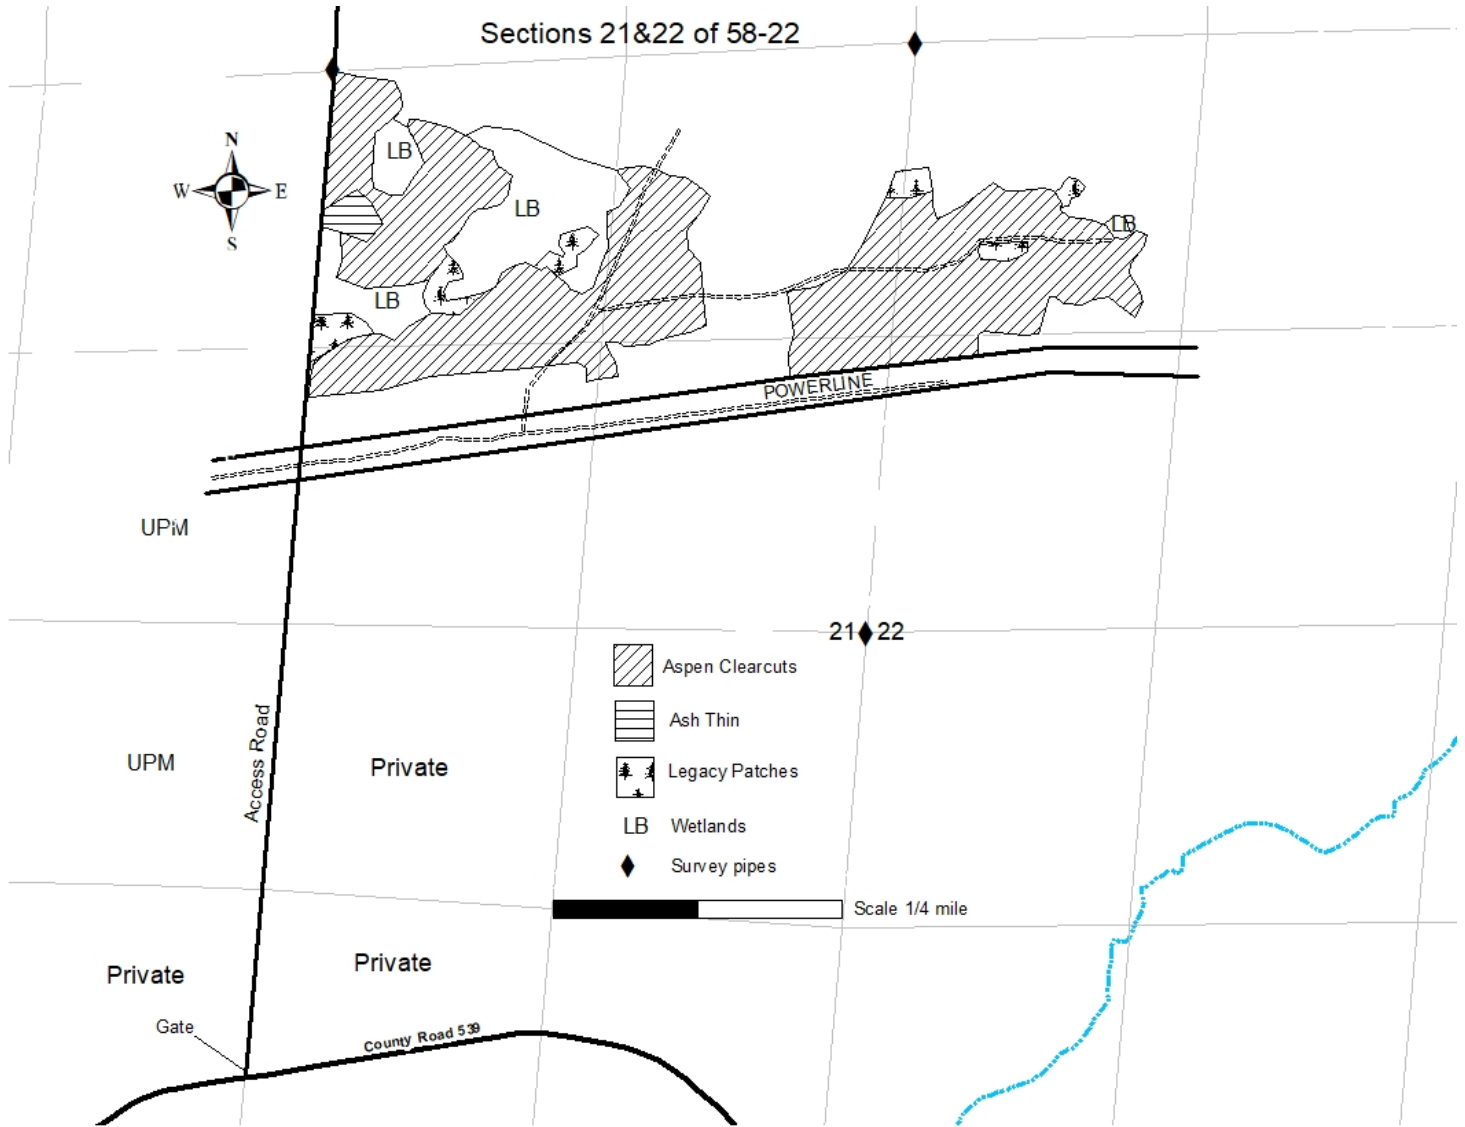 Sections 21&22 of 58-22
N
W E
S
LB
LB
LB
LB
POWERLINE
UPM
21 22
Aspen Clearcuts
Ash Thin
Legacy Patches
LB Wetlands
Survey pipes
Scale 1/4 mile
Access Road
UPM
Private
Private
Private
Gate
County Road 539